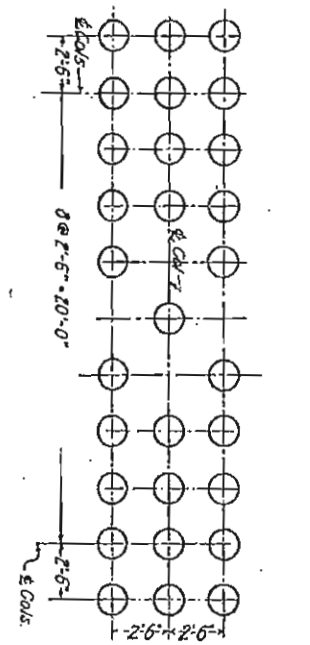 ℄ Cols.
2'-6"
8 @ 2'-6" = 20'-0"
℄ Col-7
2'-6"
℄ Cols.
2'-6" 2'-6"